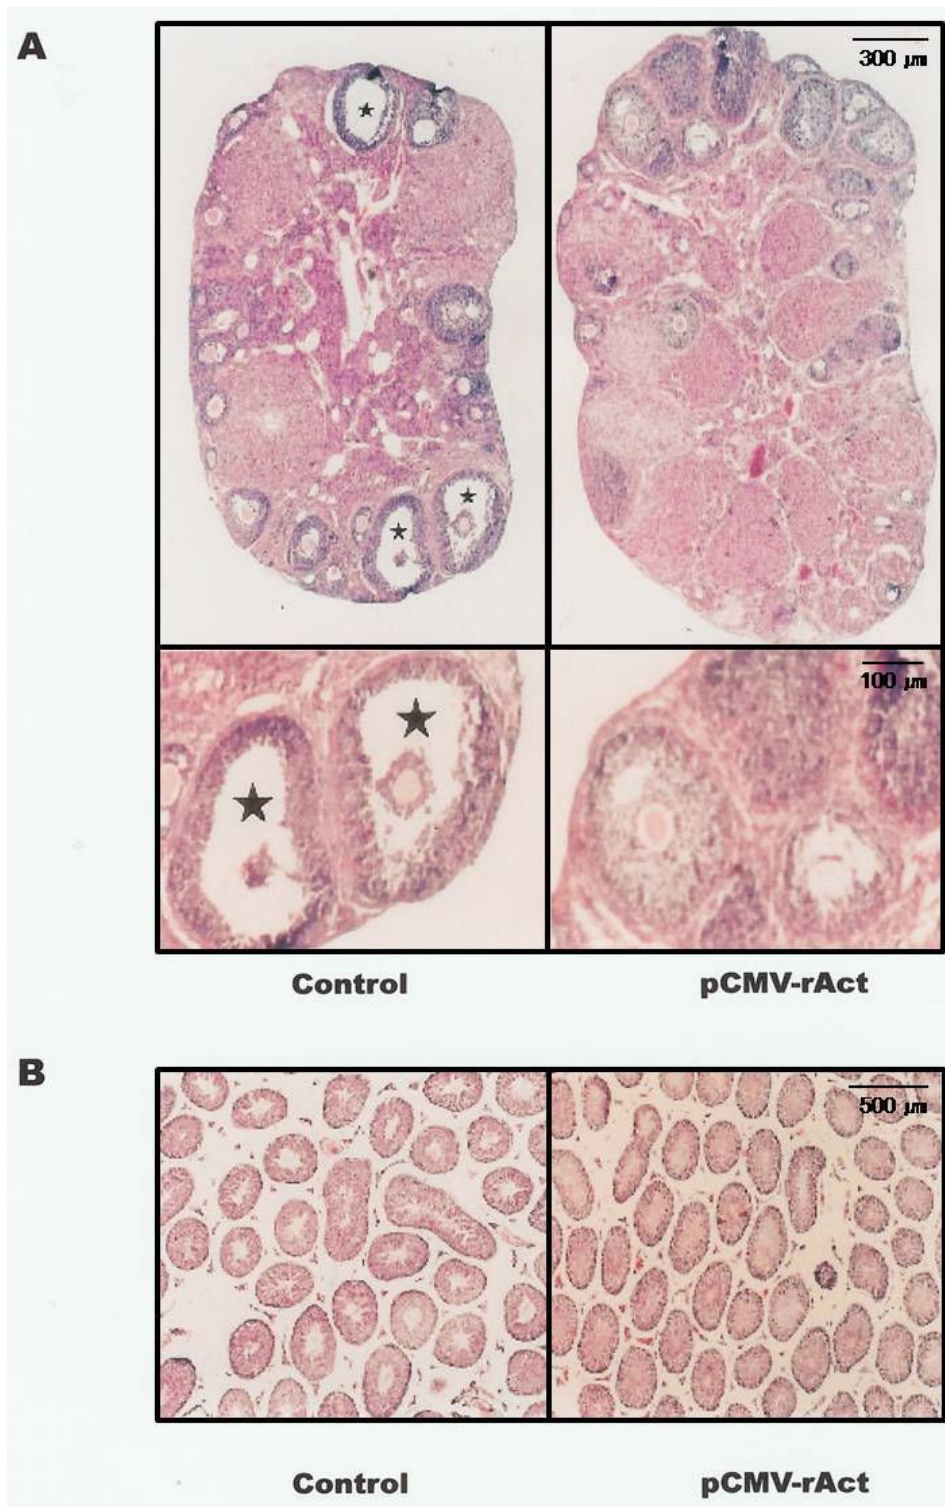 A
300 μm
100 μm
Control
pCMV-rAct
B
500 μm
Control
pCMV-rAct